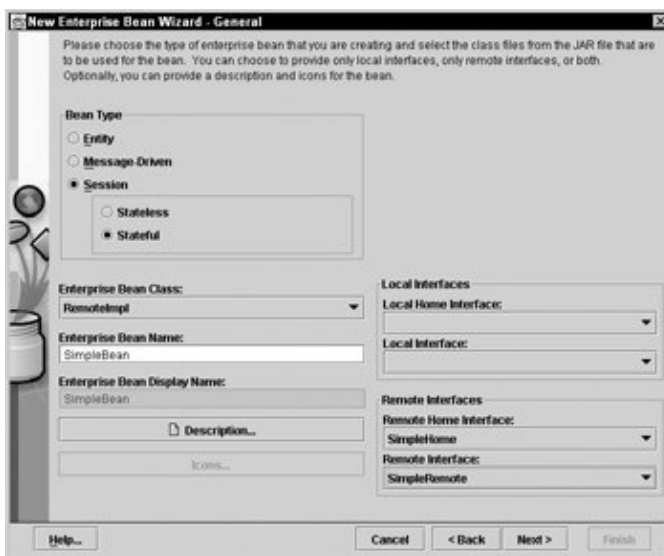 New Enterprise Bean Wizard - General
Please choose the type of enterprise bean that you are creating and select the class files from the JAR file that are
to be used for the bean. You can choose to provide only local interfaces, only remote interfaces, or both.
Optionally, you can provide a description and icons for the bean.
Bean Type
Entity
Message-Driven
Session
Stateless
Stateful
Enterprise Bean Class:
RemoteImpl
Enterprise Bean Name:
SimpleBean
Enterprise Bean Display Name:
SimpleBean
Description...
Icons...
Local Interfaces
Local Home Interface:
Local Interface:
Remote Interfaces
Remote Home Interface:
SimpleHome
Remote Interface:
SimpleRemote
Help...
Cancel
< Back
Next >
Finish